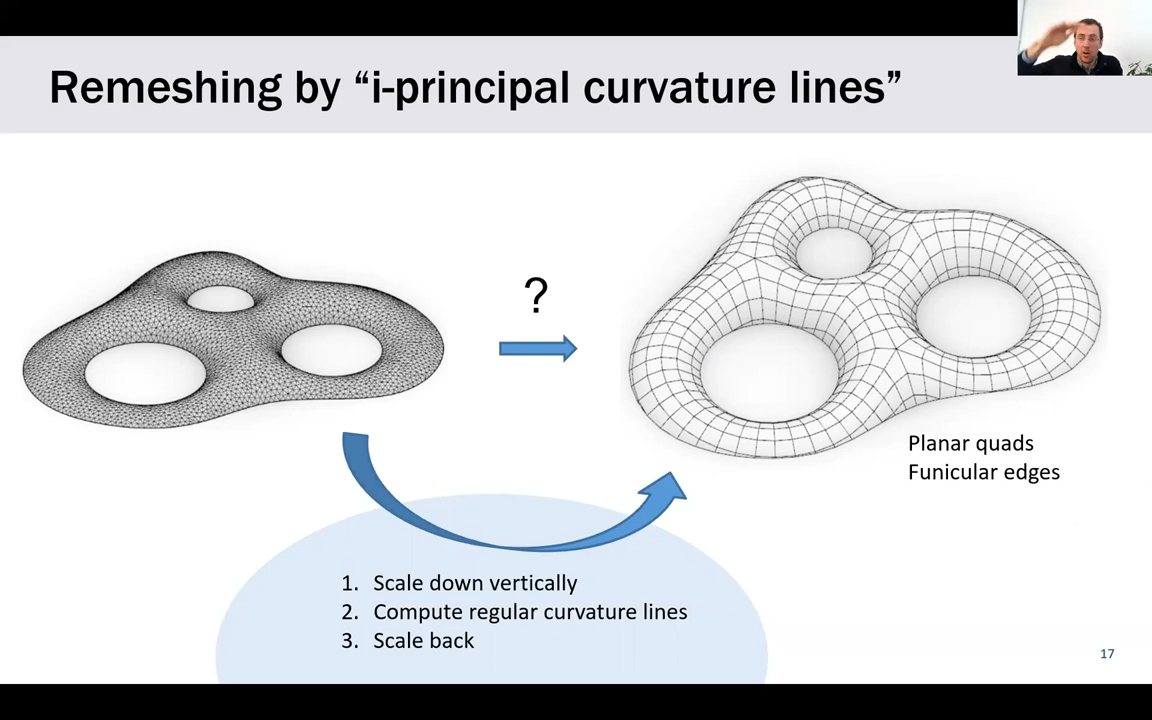 Remeshing by “i-principal curvature lines”
?
Planar quads
Funicular edges
1. Scale down vertically
2. Compute regular curvature lines
3. Scale back
17